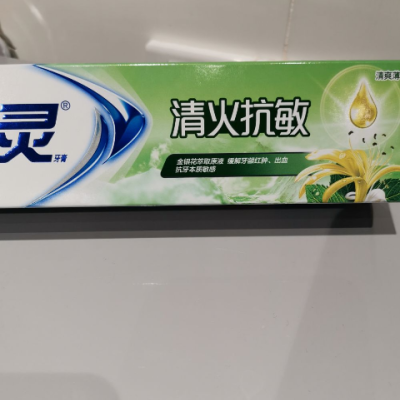 灵®
牙膏
清火抗敏
金银花萃取原液 缓解牙龈红肿、出血
抗牙本质敏感
清爽薄